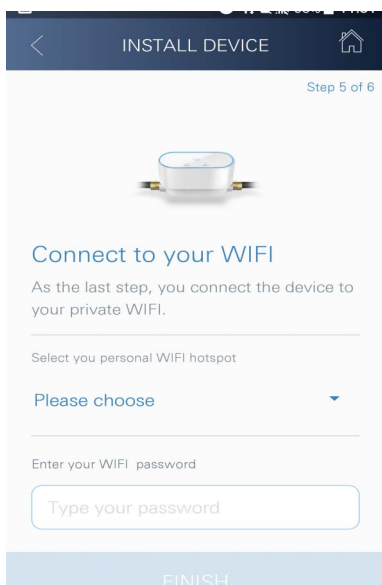 INSTALL DEVICE
Step 5 of 6
Connect to your WIFI
As the last step, you connect the device to
your private WIFI.
Select you personal WIFI hotspot
Please choose
Enter your WIFI password
Type your password
FINISH